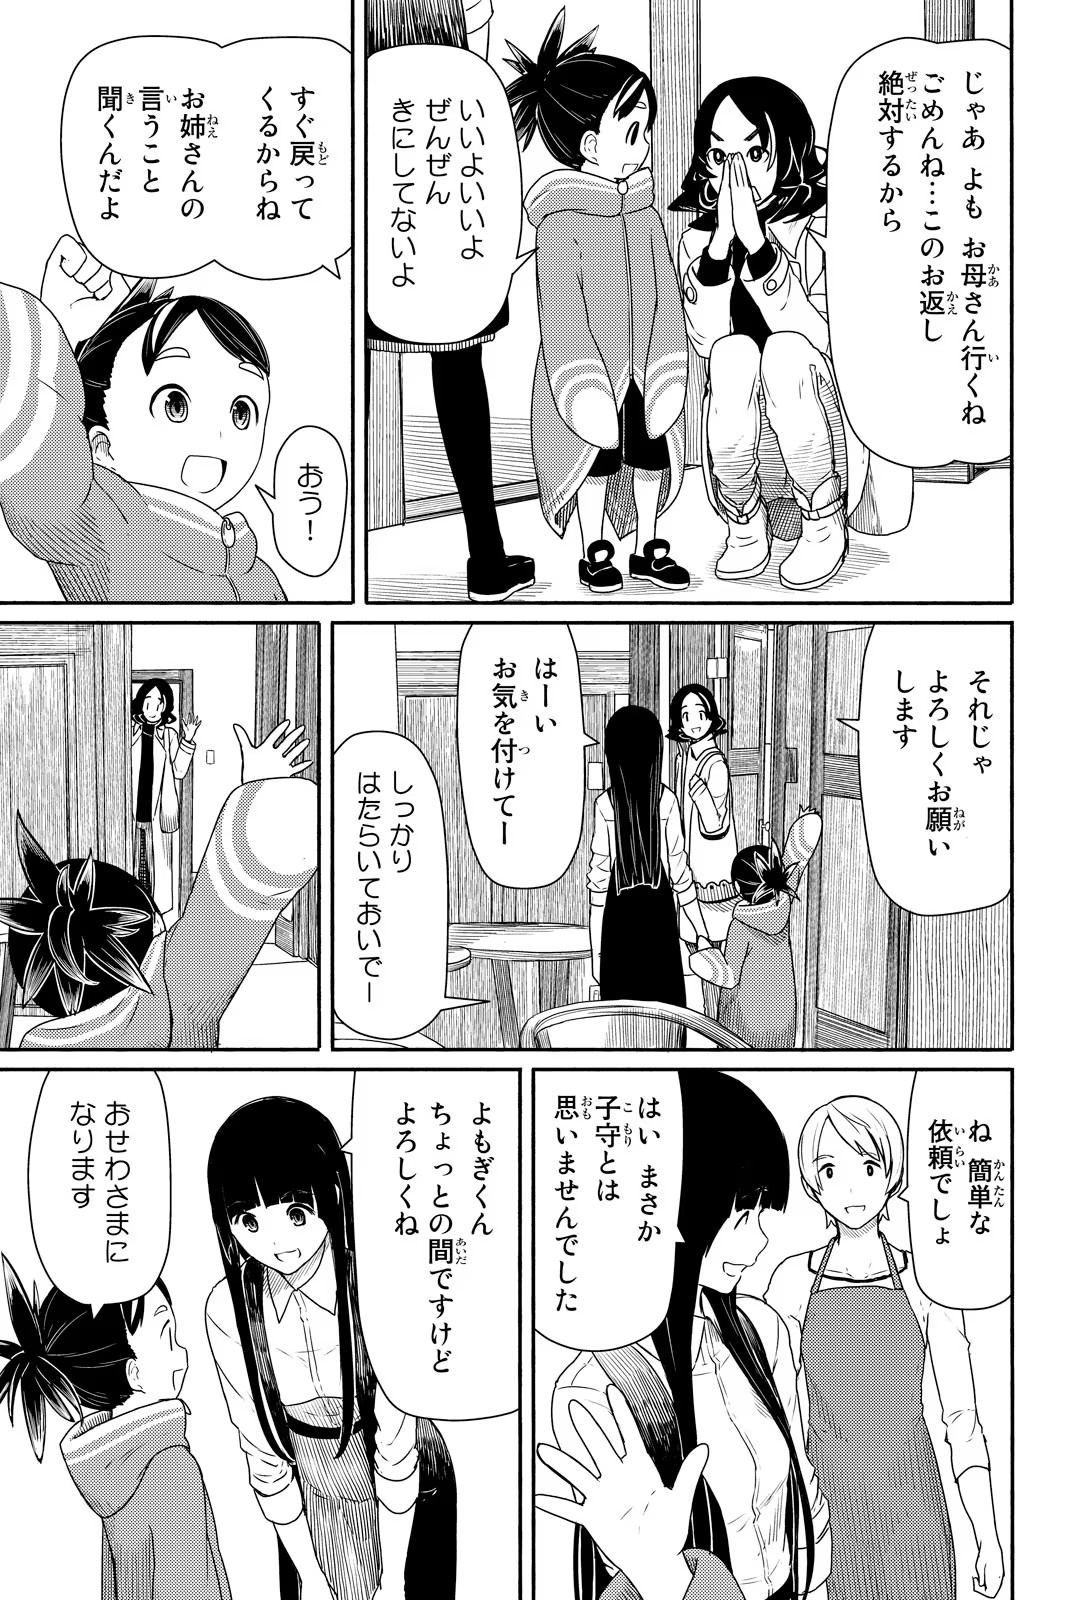 じゃあ よも お母さん行くね
ごめんね…このお返し
絶対するから
いいよいいよ
ぜんぜん
きにしてないよ
すぐ戻って
くるからね
お姉さんの
言うこと
聞くんだよ
おう！
それじゃ
よろしくお願い
します
はーい
お気を付けてー
しっかり
はたらいておいでー
ね 簡単な
依頼でしょ
はい まさか
子守とは
思いませんでした
よもぎくん
ちょっとの間ですけど
よろしくね
おせわさまに
なります